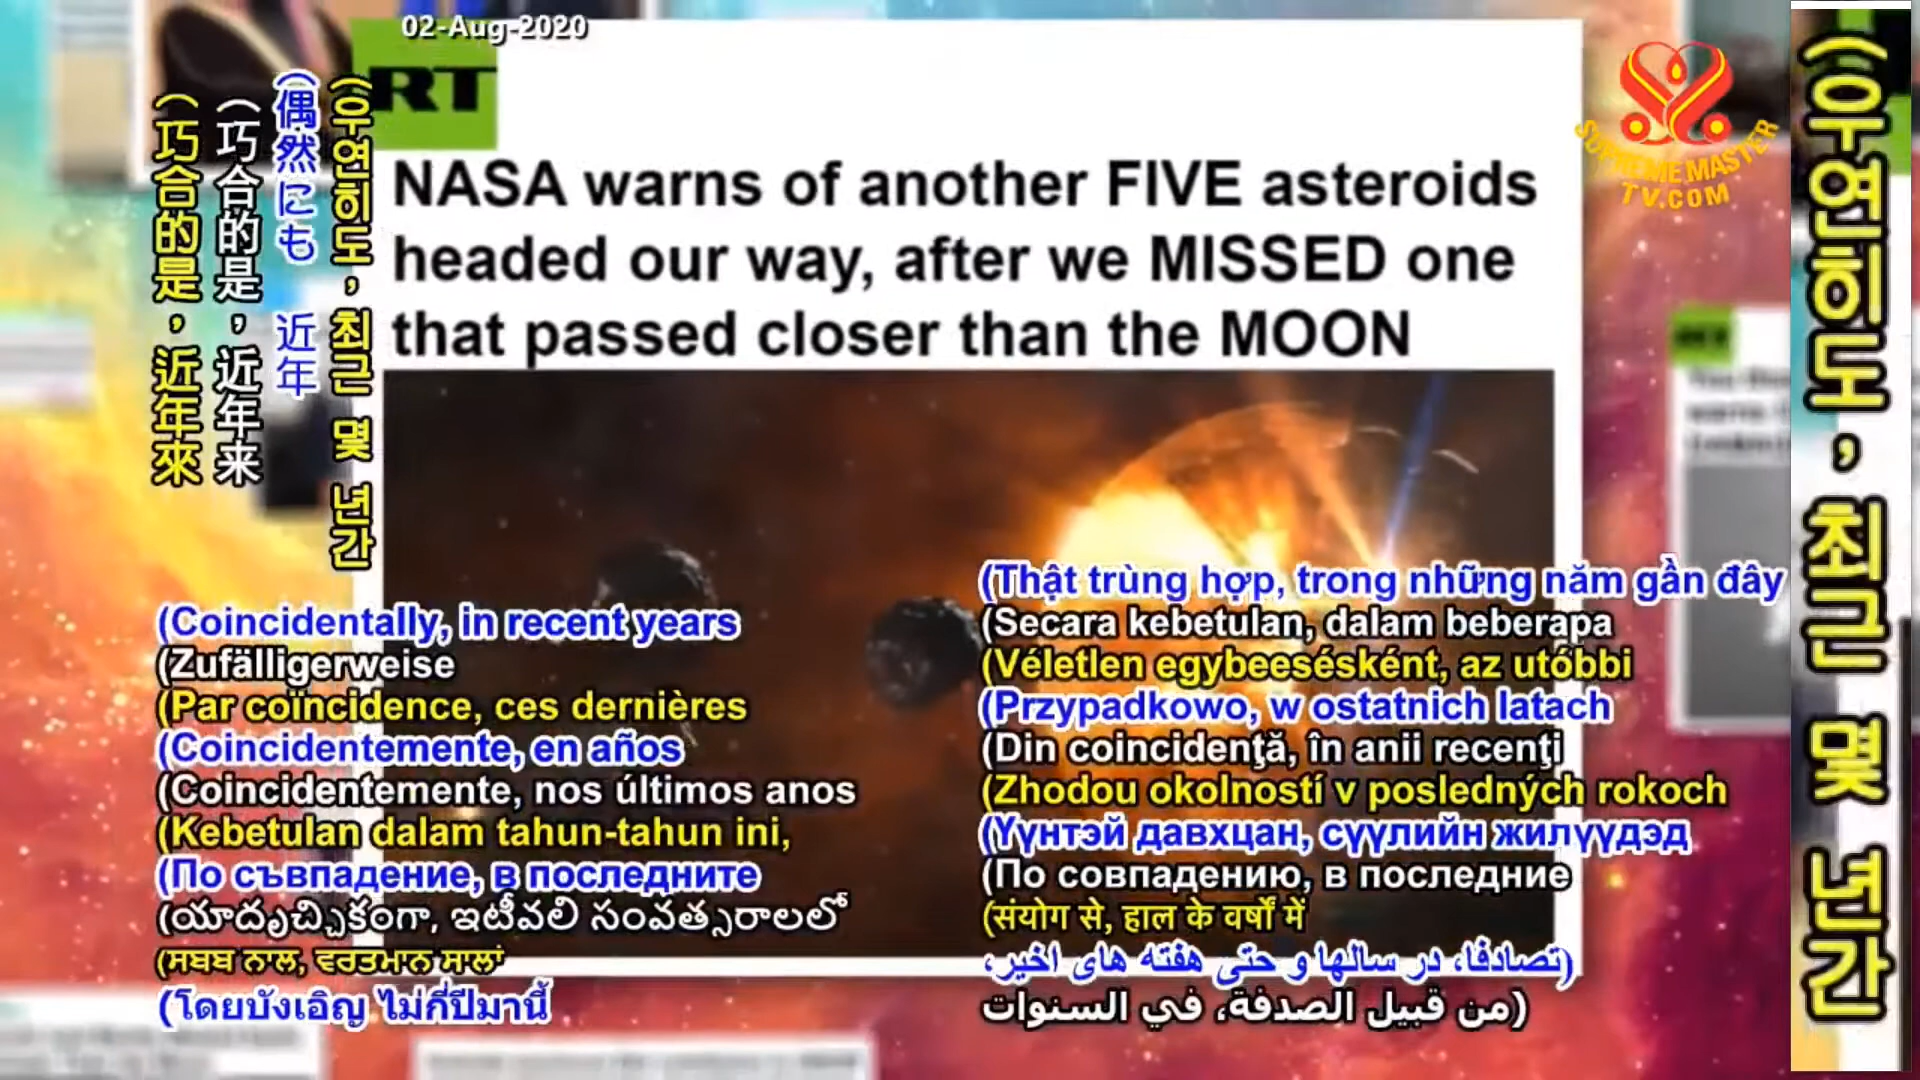 02-Aug-2020
RT
NASA warns of another FIVE asteroids
headed our way, after we MISSED one
that passed closer than the MOON
SUPREME MASTER
TV.COM
(우연히도, 최근 몇 년간
(우연히도, 최근 몇 년간
(偶然にも 近年
(巧合的是，近年来
(巧合的是，近年來
(Coincidentally, in recent years
(Zufälligerweise
(Par coïncidence, ces dernières
(Coincidentemente, en años
(Coincidentemente, nos últimos anos
(Kebetulan dalam tahun-tahun ini,
(По съвпадение, в последните
(యాదృచ్ఛికంగా, ఇటీవలి సంవత్సరాలలో
(ਸਬਬ ਨਾਲ, ਵਰਤਮਾਨ ਸਾਲਾਂ
(โดยบังเอิญ ไม่กี่ปีมานี้
(Thật trùng hợp, trong những năm gần đây
(Secara kebetulan, dalam beberapa
(Véletlen egybeesésként, az utóbbi
(Przypadkowo, w ostatnich latach
(Din coincidenţă, în anii recenţi
(Zhodou okolností v posledných rokoch
(Үүнтэй давхцан, сүүлийн жилүүдэд
(По совпадению, в последние
(संयोग से, हाल के वर्षों में
(تصادفا، در سالها و حتی هفته های اخیر،
(من قبيل الصدفة، في السنوات